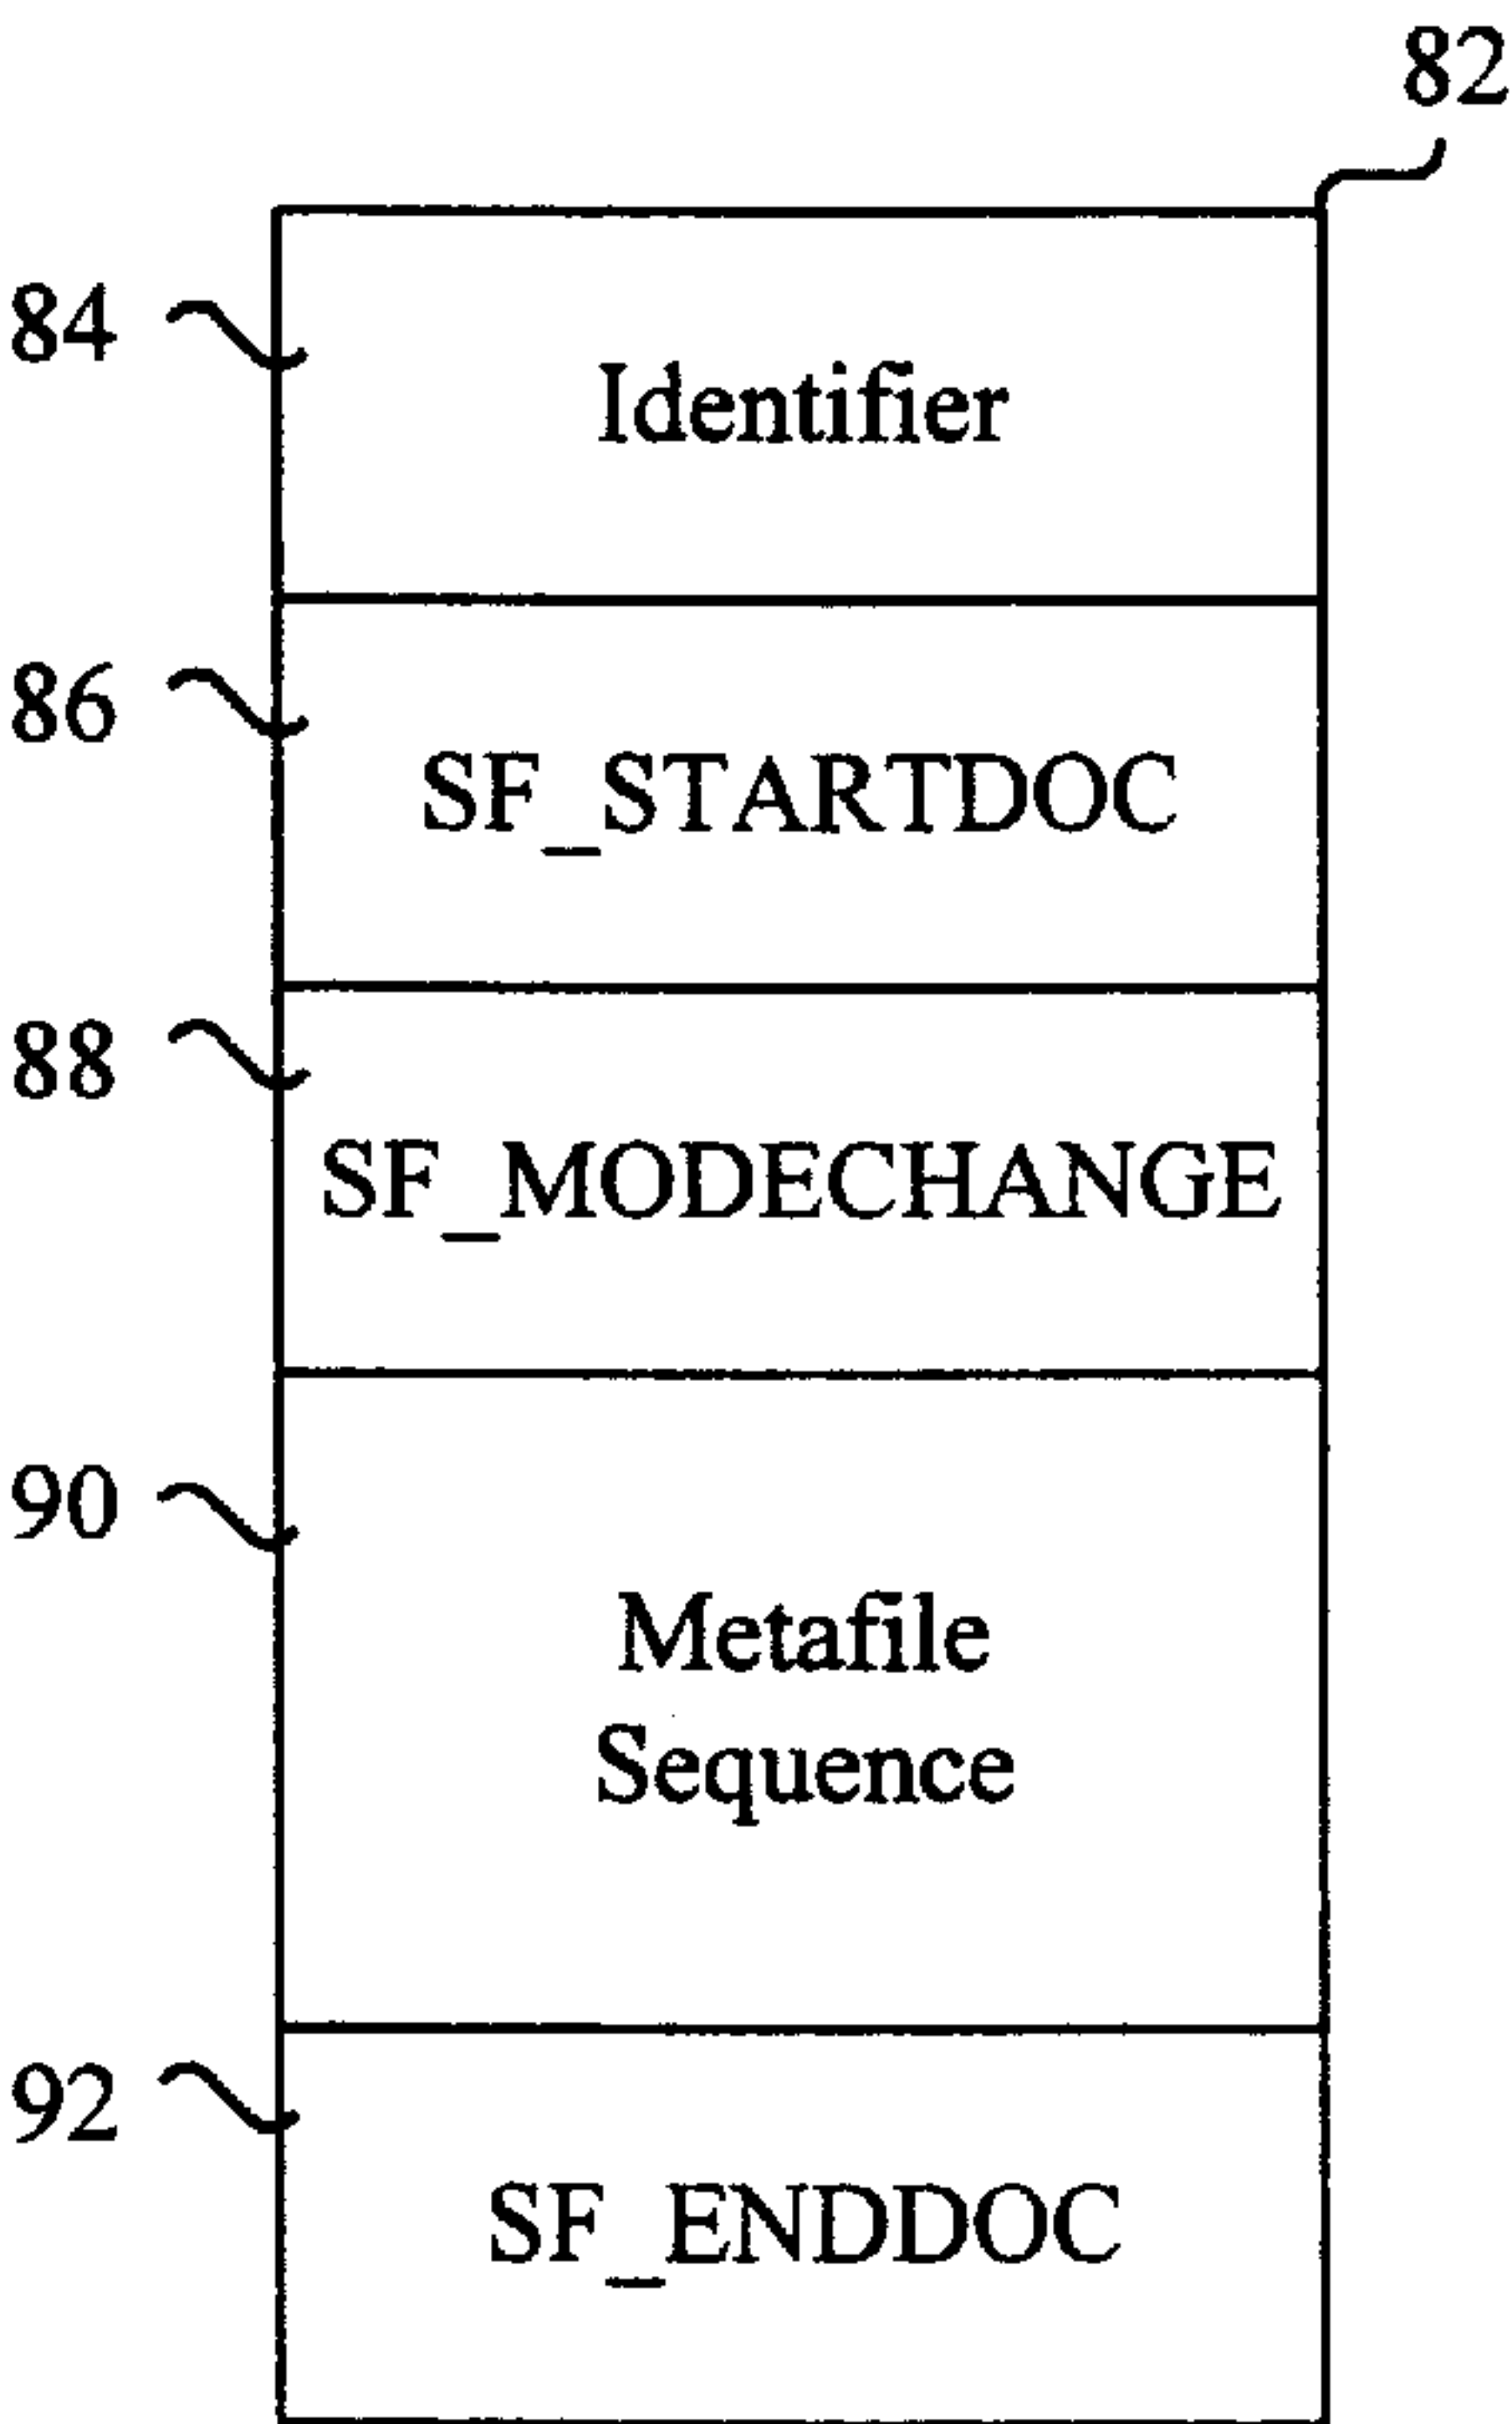 82
84
Identifier
86
SF_STARTDOC
88
SF_MODECHANGE
90
Metafile
Sequence
92
SF_ENDDOC